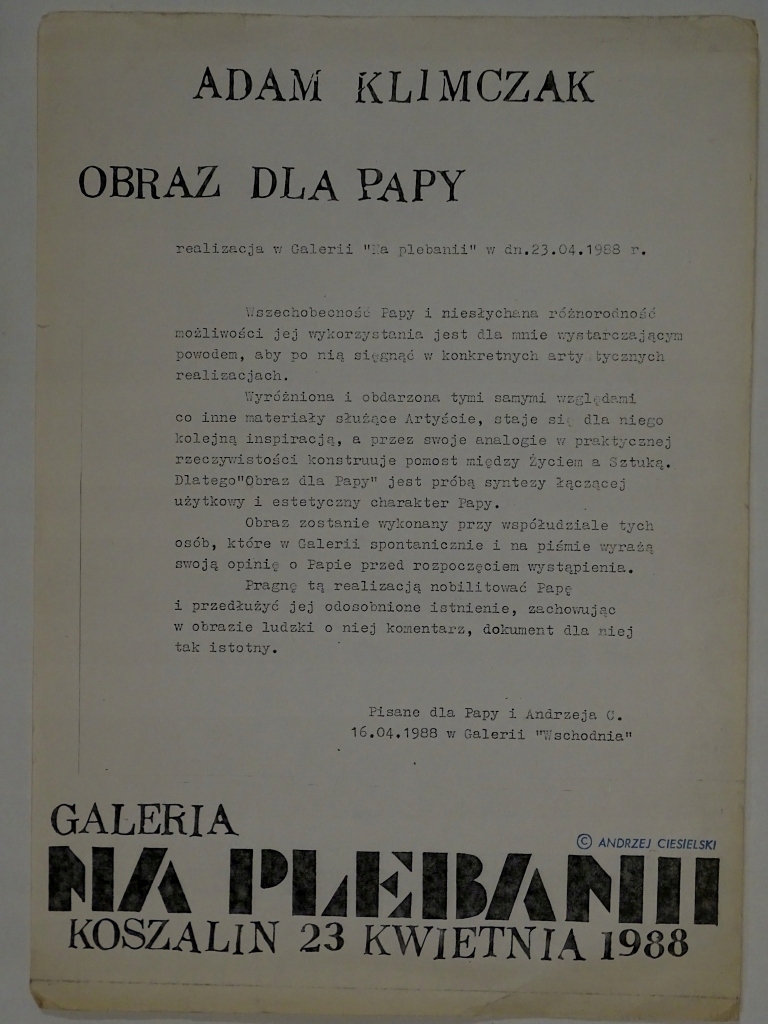 ADAM KLIMCZAK
OBRAZ DLA PAPY
realizacja w Galerii "Na plebanii" w dn.23.04.1988 r.
Wszechobecność Papy i niesłychana różnorodność
możliwości jej wykorzystania jest dla mnie wystarczającym
powodem, aby po nią sięgnąć w konkretnych arty tycznych
realizacjach.
Wyróżniona i obdarzona tymi samymi względami
co inne materiały służące Artyście, staje się dla niego
kolejną inspiracją, a przez swoje analogie w praktycznej
rzeczywistości konstruuje pomost między Życiem a Sztuką.
Dlatego"Obraz dla Papy" jest próbą syntezy łączącej
użytkowy i estetyczny charakter Papy.
Obraz zostanie wykonany przy współudziale tych
osób, które w Galerii spontanicznie i na piśmie wyrażą
swoją opinię o Papie przed rozpoczęciem wystąpienia.
Pragnę tą realizacją nobilitować Papę
i przedłużyć jej odosobnione istnienie, zachowując
w obrazie ludzki o niej komentarz, dokument dla niej
tak istotny.
Pisane dla Papy i Andrzeja C.
16.04.1988 w Galerii "Wschodnia"
GALERIA
© ANDRZEJ CIESIELSKI
NA PLEBANII
KOSZALIN 23 KWIETNIA 1988